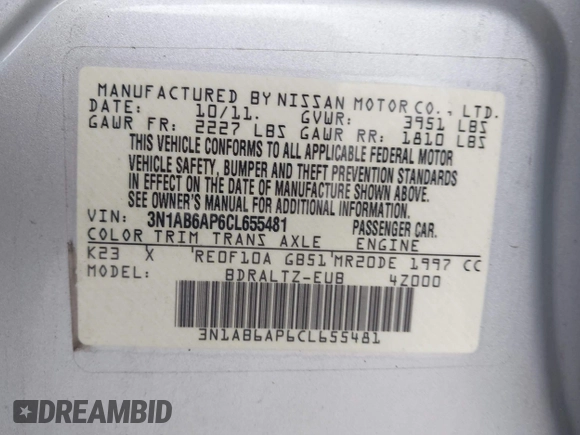 MANUFACTURED BY NISSAN MOTOR CO., LTD.
DATE: 10/11. GVWR: 3951 LBS
GAWR FR: 2227 LBS GAWR RR: 1810 LBS
THIS VEHICLE CONFORMS TO ALL APPLICABLE FEDERAL MOTOR
VEHICLE SAFETY, BUMPER AND THEFT PREVENTION STANDARDS
IN EFFECT ON THE DATE OF MANUFACTURE SHOWN ABOVE.
SEE OWNER'S MANUAL FOR ADDITIONAL INFORMATION.
VIN: 3N1AB6AP6CL655481 PASSENGER CAR.
COLOR TRIM TRANS AXLE ENGINE
K23 X 'RE0F10A GB51'MR20DE 1997 CC
MODEL: BDRALTZ-EUB 4Z000
3N1AB6AP6CL655481
DREAMBID